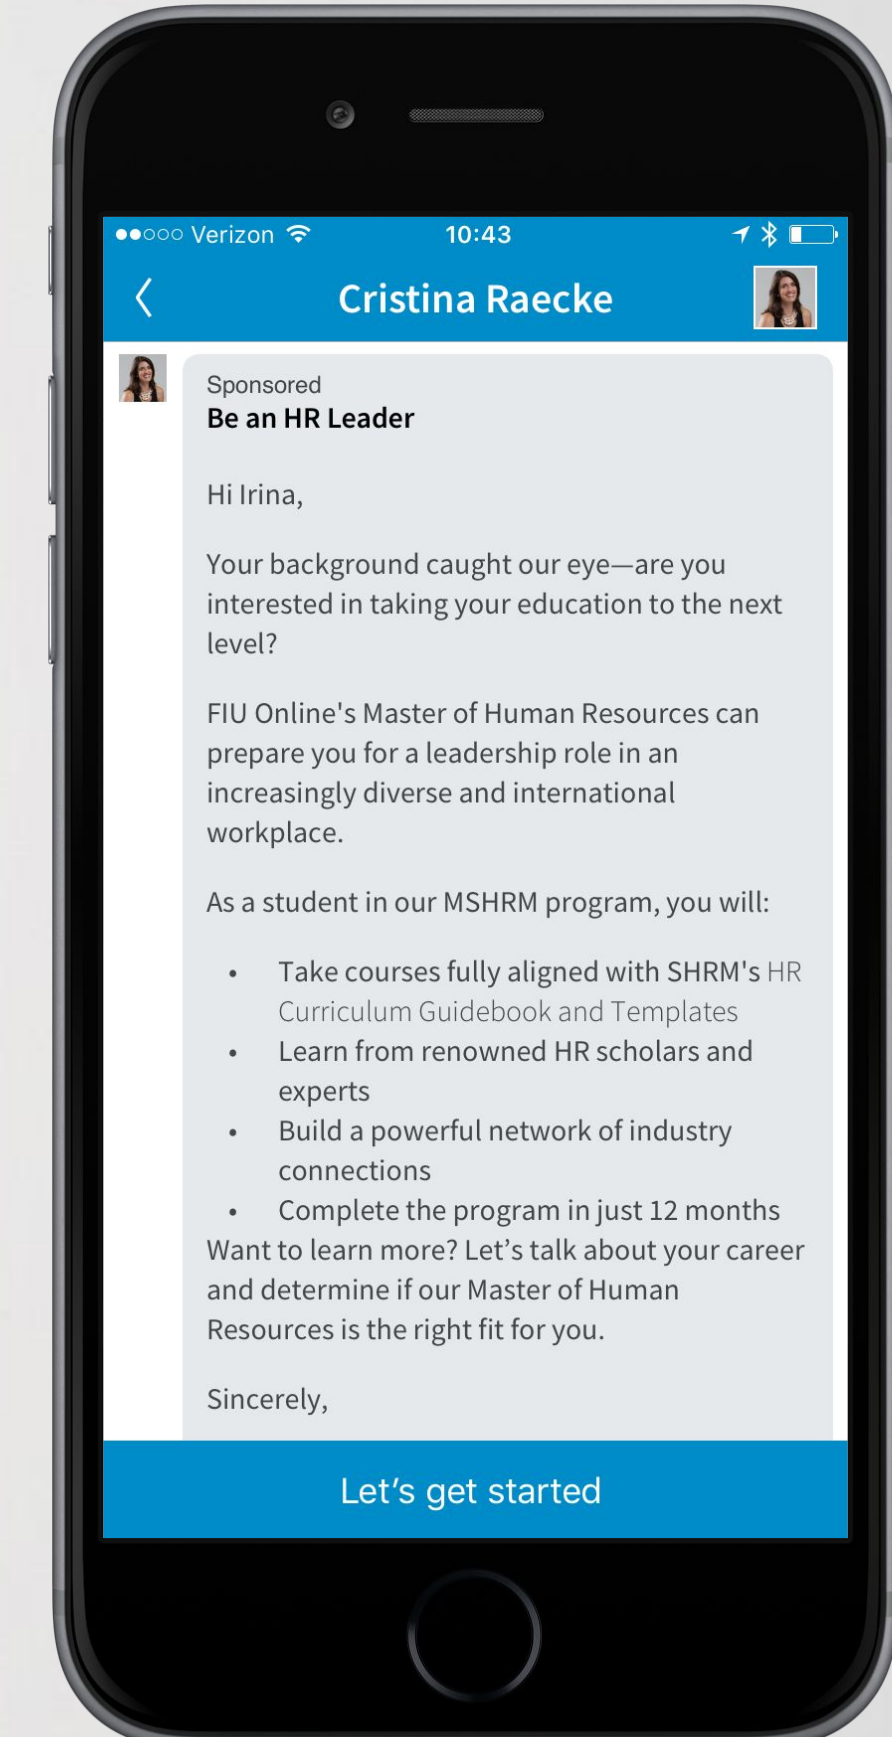 Verizon 10:43
Cristina Raecke
Sponsored
Be an HR Leader
Hi Irina,
Your background caught our eye—are you
interested in taking your education to the next
level?
FIU Online's Master of Human Resources can
prepare you for a leadership role in an
increasingly diverse and international
workplace.
As a student in our MSHRM program, you will:
• Take courses fully aligned with SHRM's HR
Curriculum Guidebook and Templates
• Learn from renowned HR scholars and
experts
• Build a powerful network of industry
connections
• Complete the program in just 12 months
Want to learn more? Let’s talk about your career
and determine if our Master of Human
Resources is the right fit for you.
Sincerely,
Let’s get started